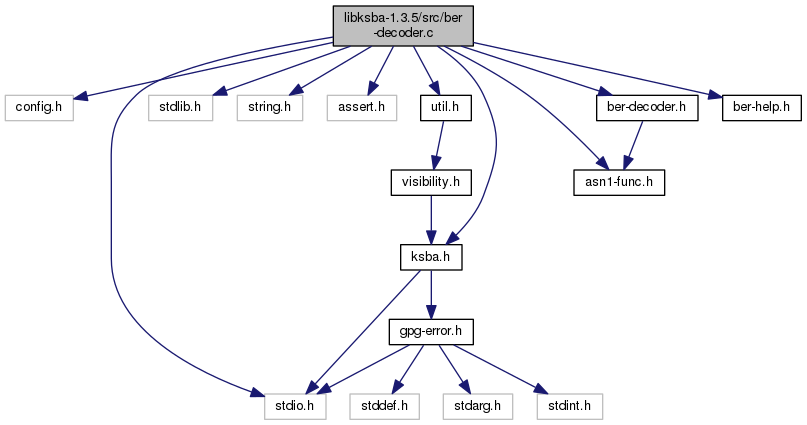 libksba-1.3.5/src/ber
-decoder.c
config.h
stdlib.h
string.h
assert.h
util.h
ber-decoder.h
ber-help.h
visibility.h
asn1-func.h
ksba.h
gpg-error.h
stdio.h
stddef.h
stdarg.h
stdint.h